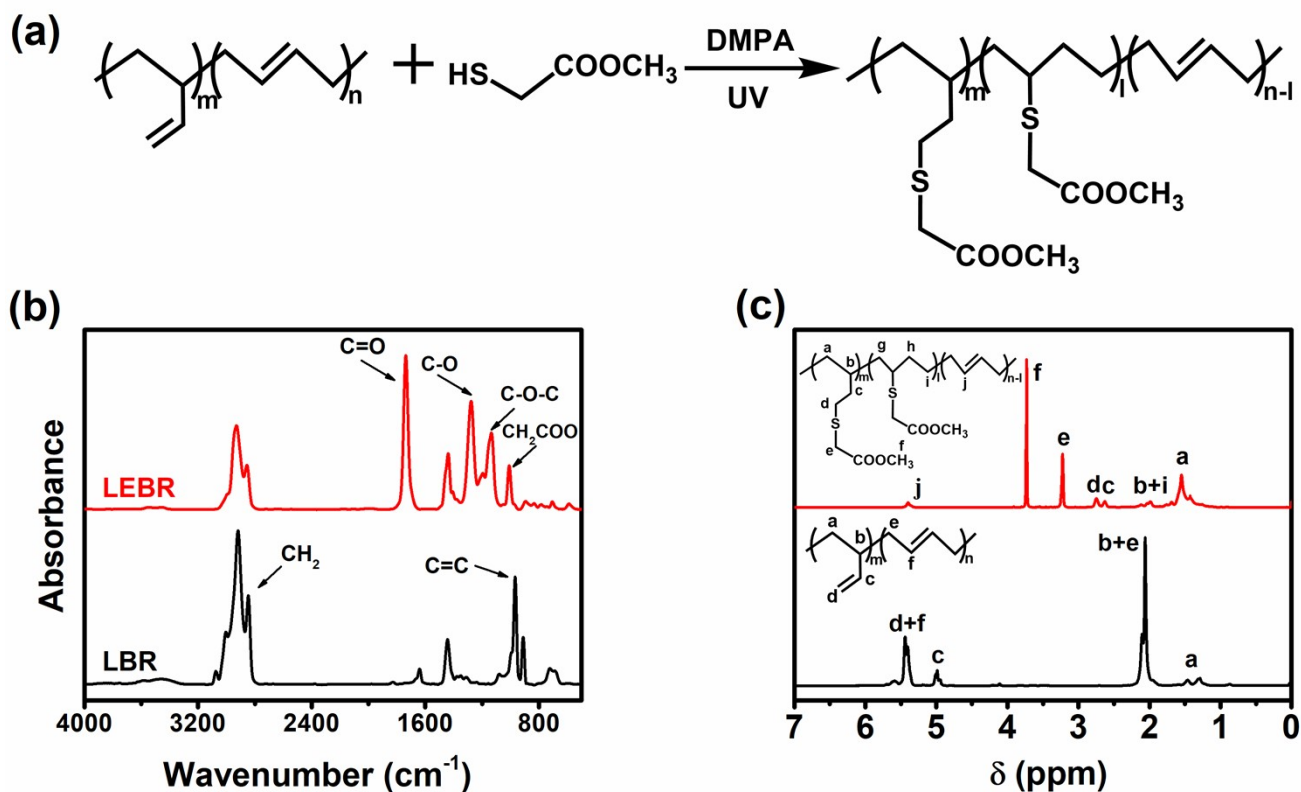 (a)
m
n
+
HS
COOCH3
DMPA
UV
m
l
n-l
S
S
COOCH3
COOCH3
(b)
C=O
C-O
C-O-C
CH2COO
LEBR
CH2
C=C
LBR
Absorbance
4000 3200 2400 1600 800
Wavenumber (cm-1)
(c)
a
b
g
h
m
l
i
j
n-l
c
d
S
S
e
f
COOCH3
COOCH3
f
e
j
dc
b+i
a
a
b
e
m
f
n
c
d
b+e
d+f
c
a
7 6 5 4 3 2 1 0
δ (ppm)